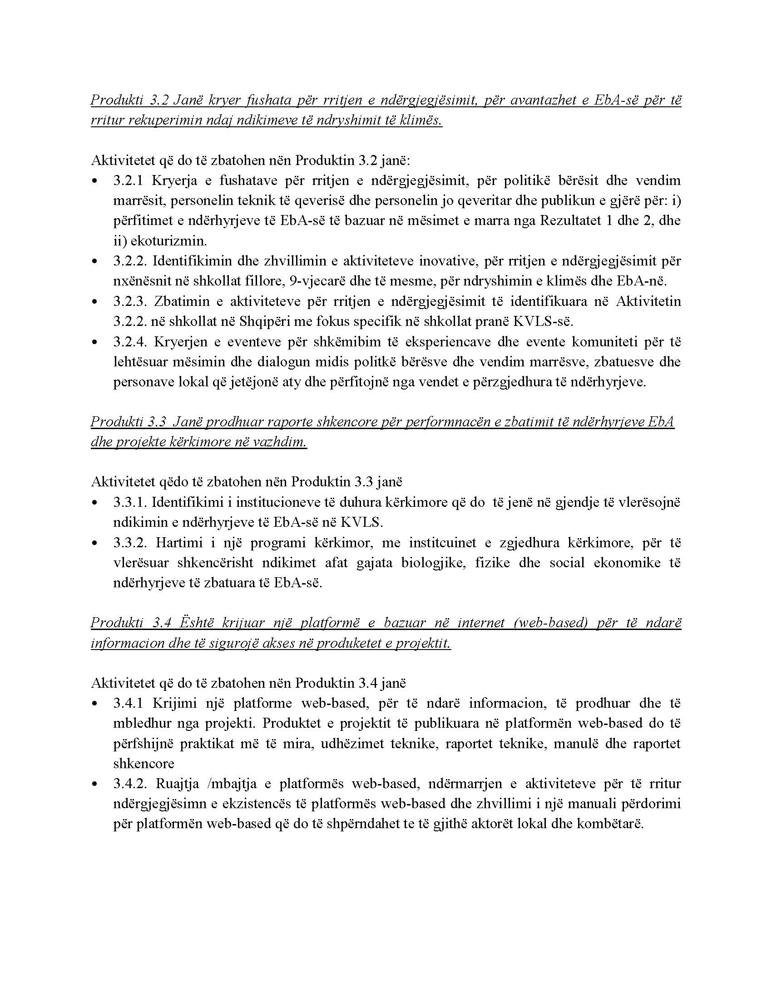 Produkti 3.2 Janë kryer fushata për rritjen e ndërgjegjësimit, për avantazhet e EbA-së për të
rritur rekuperimin ndaj ndikimeve të ndryshimit të klimës.
Aktivitetet që do të zbatohen nën Produktin 3.2 janë:
• 3.2.1 Kryerja e fushatave për rritjen e ndërgjegjësimit, për politikë bërësit dhe vendim
marrësit, personelin teknik të qeverisë dhe personelin jo qeveritar dhe publikun e gjërë për: i)
përfitimet e ndërhyrjeve të EbA-së të bazuar në mësimet e marra nga Rezultatet 1 dhe 2, dhe
ii) ekoturizmin.
• 3.2.2. Identifikimin dhe zhvillimin e aktiviteteve inovative, për rritjen e ndërgjegjësimit për
nxënësnit në shkollat fillore, 9-vjecarë dhe të mesme, për ndryshimin e klimës dhe EbA-në.
• 3.2.3. Zbatimin e aktiviteteve për rritjen e ndërgjegjësimit të identifikuara në Aktivitetin
3.2.2. në shkollat në Shqipëri me fokus specifik në shkollat pranë KVLS-së.
• 3.2.4. Kryerjen e eventeve për shkëmibim të eksperiencave dhe evente komuniteti për të
lehtësuar mësimin dhe dialogun midis politkë bërësve dhe vendim marrësve, zbatuesve dhe
personave lokal që jetëjonë aty dhe përfitojnë nga vendet e përzgjedhura të ndërhyrjeve.
Produkti 3.3 Janë prodhuar raporte shkencore për performnacën e zbatimit të ndërhyrjeve EbA
dhe projekte kërkimore në vazhdim.
Aktivitetet qëdo të zbatohen nën Produktin 3.3 janë
• 3.3.1. Identifikimi i institucioneve të duhura kërkimore që do të jenë në gjendje të vlerësojnë
ndikimin e ndërhyrjeve të EbA-së në KVLS.
• 3.3.2. Hartimi i një programi kërkimor, me institcuinet e zgjedhura kërkimore, për të
vlerësuar shkencërisht ndikimet afat gajata biologjike, fizike dhe social ekonomike të
ndërhyrjeve të zbatuara të EbA-së.
Produkti 3.4 Është krijuar një platformë e bazuar në internet (web-based) për të ndarë
informacion dhe të sigurojë akses në produketet e projektit.
Aktivitetet që do të zbatohen nën Produktin 3.4 janë
• 3.4.1 Krijimi një platforme web-based, për të ndarë informacion, të prodhuar dhe të
mbledhur nga projekti. Produktet e projektit të publikuara në platformën web-based do të
përfshijnë praktikat më të mira, udhëzimet teknike, raportet teknike, manulë dhe raportet
shkencore
• 3.4.2. Ruajtja /mbajtja e platformës web-based, ndërmarrjen e aktiviteteve për të rritur
ndërgjegjësimn e ekzistencës të platformës web-based dhe zhvillimi i një manuali përdorimi
për platformën web-based që do të shpërndahet te të gjithë aktorët lokal dhe kombëtarë.